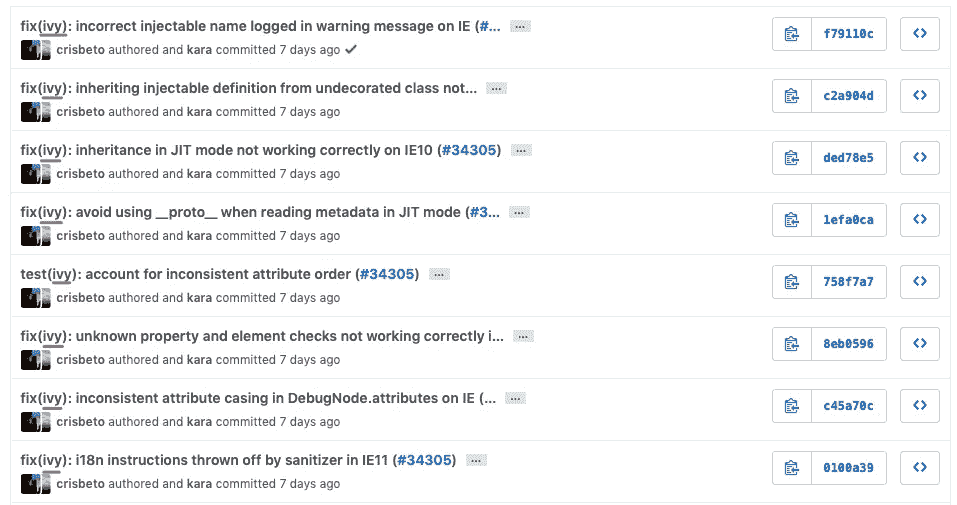 fix(ivy): incorrect injectable name logged in warning message on IE (#... ...
f79110c
crisbeto authored and kara committed 7 days ago
fix(ivy): inheriting injectable definition from undecorated class not... ...
c2a904d
crisbeto authored and kara committed 7 days ago
fix(ivy): inheritance in JIT mode not working correctly on IE10 (#34305) ...
ded78e5
crisbeto authored and kara committed 7 days ago
fix(ivy): avoid using __proto__ when reading metadata in JIT mode (#3... ...
1efa0ca
crisbeto authored and kara committed 7 days ago
test(ivy): account for inconsistent attribute order (#34305) ...
758f7a7
crisbeto authored and kara committed 7 days ago
fix(ivy): unknown property and element checks not working correctly i... ...
8eb0596
crisbeto authored and kara committed 7 days ago
fix(ivy): inconsistent attribute casing in DebugNode.attributes on IE (... ...
c45a70c
crisbeto authored and kara committed 7 days ago
fix(ivy): i18n instructions thrown off by sanitizer in IE11 (#34305) ...
0100a39
crisbeto authored and kara committed 7 days ago